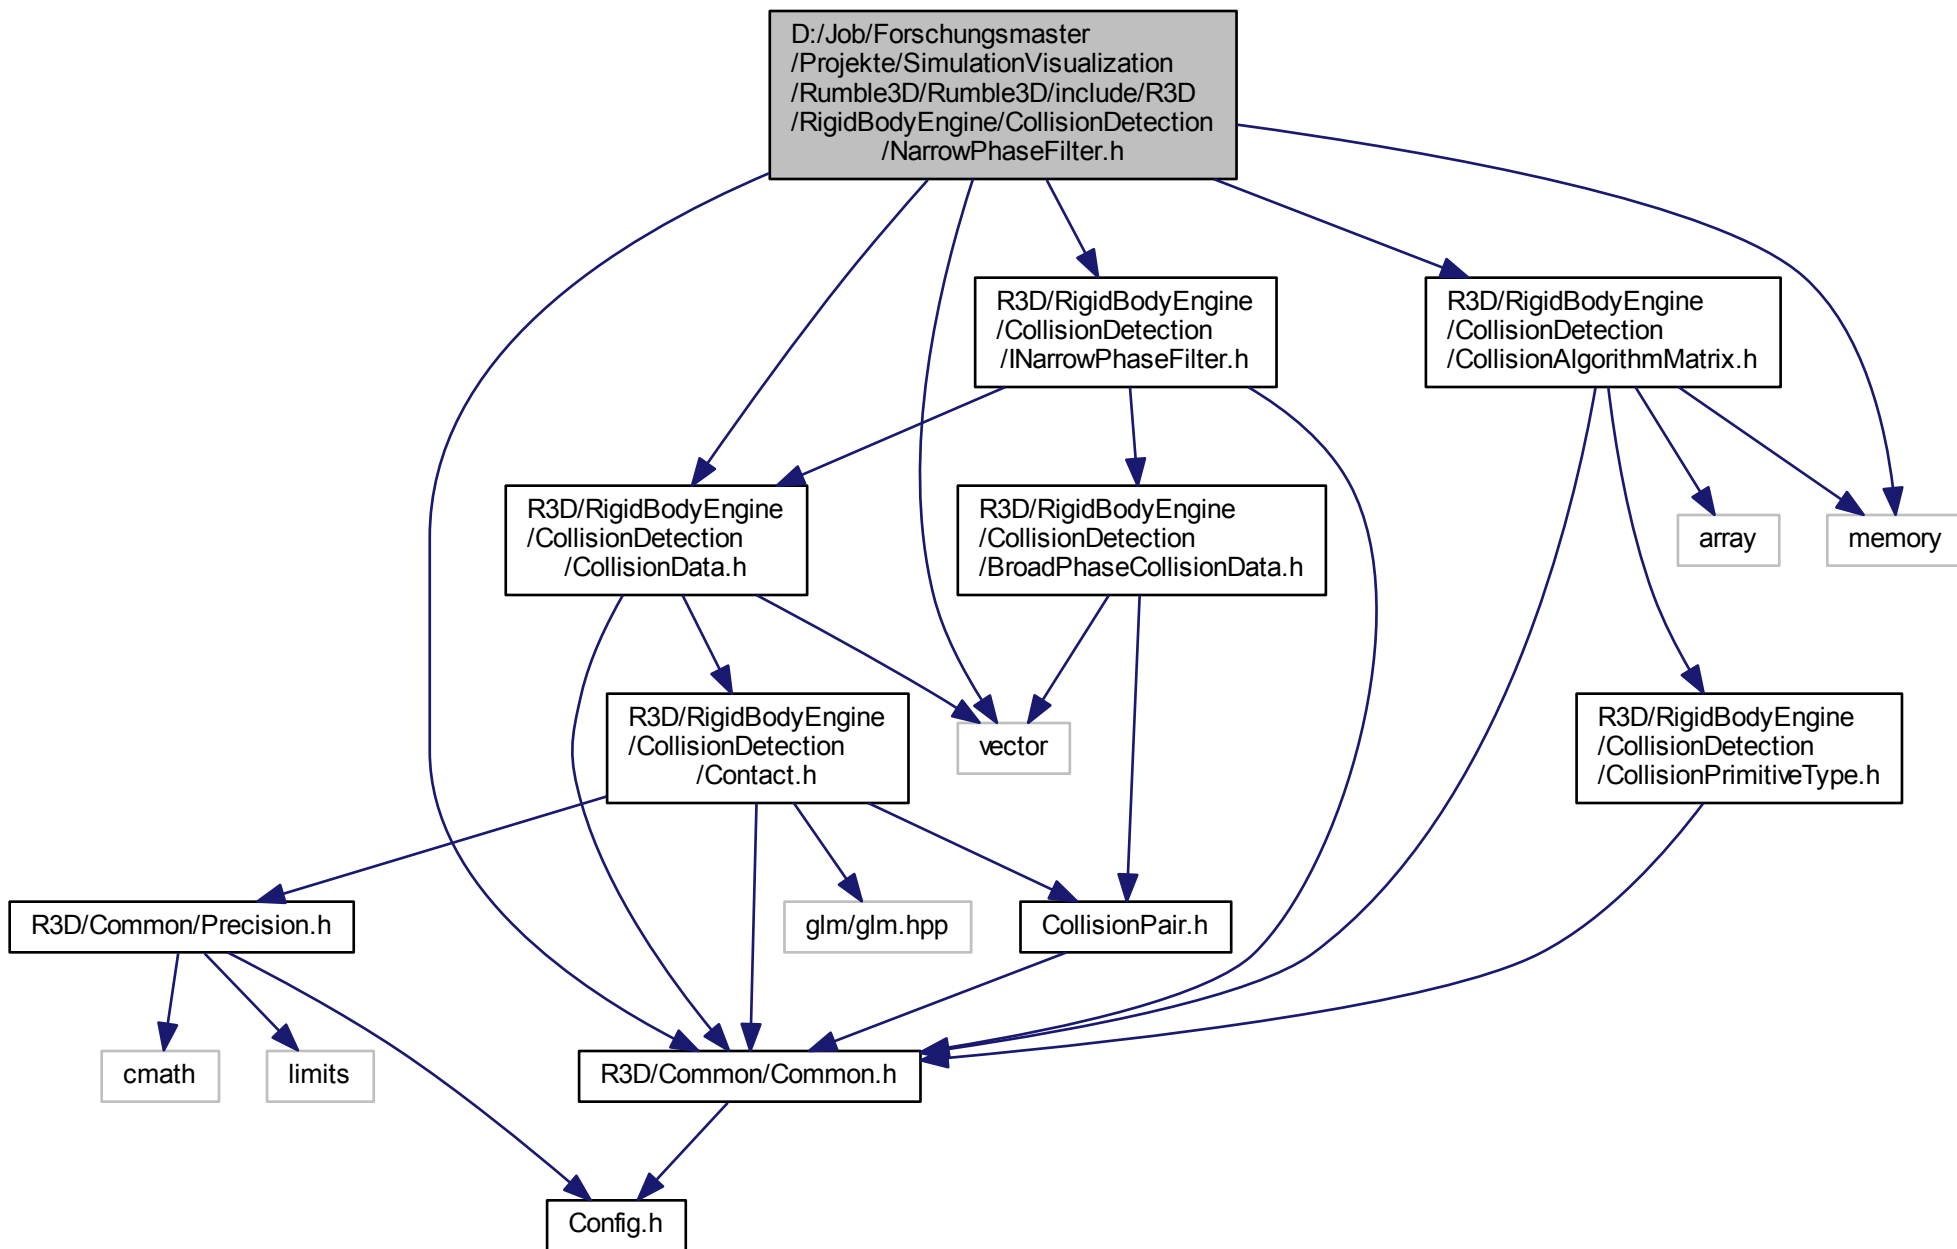 D:/Job/Forschungsmaster
/Projekte/SimulationVisualization
/Rumble3D/Rumble3D/include/R3D
/RigidBodyEngine/CollisionDetection
/NarrowPhaseFilter.h
R3D/RigidBodyEngine
/CollisionDetection
/INarrowPhaseFilter.h
R3D/RigidBodyEngine
/CollisionDetection
/CollisionAlgorithmMatrix.h
R3D/RigidBodyEngine
/CollisionDetection
/CollisionData.h
R3D/RigidBodyEngine
/CollisionDetection
/BroadPhaseCollisionData.h
array
memory
R3D/RigidBodyEngine
/CollisionDetection
/Contact.h
vector
R3D/RigidBodyEngine
/CollisionDetection
/CollisionPrimitiveType.h
R3D/Common/Precision.h
glm/glm.hpp
CollisionPair.h
cmath
limits
R3D/Common/Common.h
Config.h